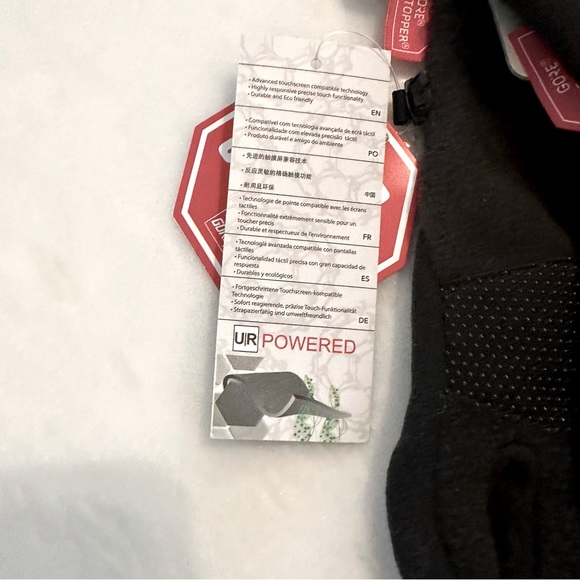 ORE®
TOPPER®
GORE®
• Advanced touchscreen compatible technology
• Highly responsive precise touch functionality
• Durable and Eco friendly
EN
• Compatível com tecnologia avançada de ecrã táctil
• Funcionalidade com elevada precisão táctil
• Produto durável e amigo do ambiente
PO
• 先进的触摸屏兼容技术
• 反应灵敏的精确触摸功能
• 耐用且环保
中国
• Technologie de pointe compatible avec les écrans
tactiles
• Fonctionnalité extrêmement sensible pour un
toucher précis
• Durable et respectueux de l'environnement
FR
• Tecnología avanzada compatible con pantallas
táctiles
• Funcionalidad táctil precisa con gran capacidad de
respuesta
• Durables y ecológicos
ES
• Fortgeschrittene Touchscreen-kompatible
Technologie
• Sofort reagierende, präzise Touch-Funktionalität
• Strapazierfähig und umweltfreundlich
DE
U|R POWERED